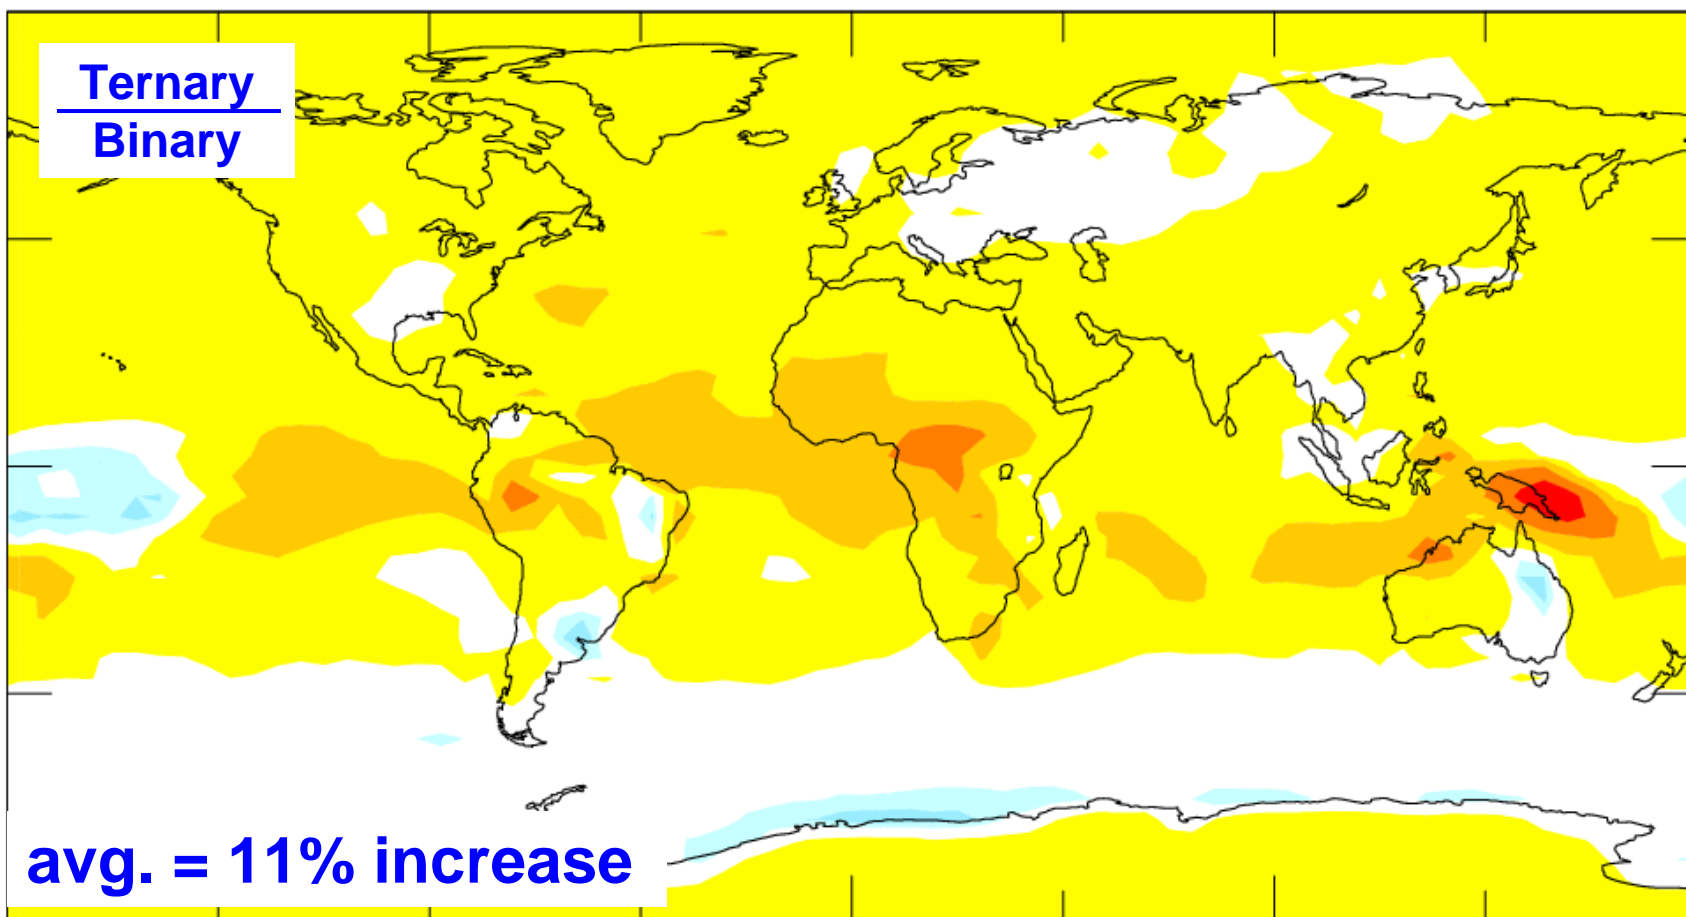 Ternary
Binary
avg. = 11% increase